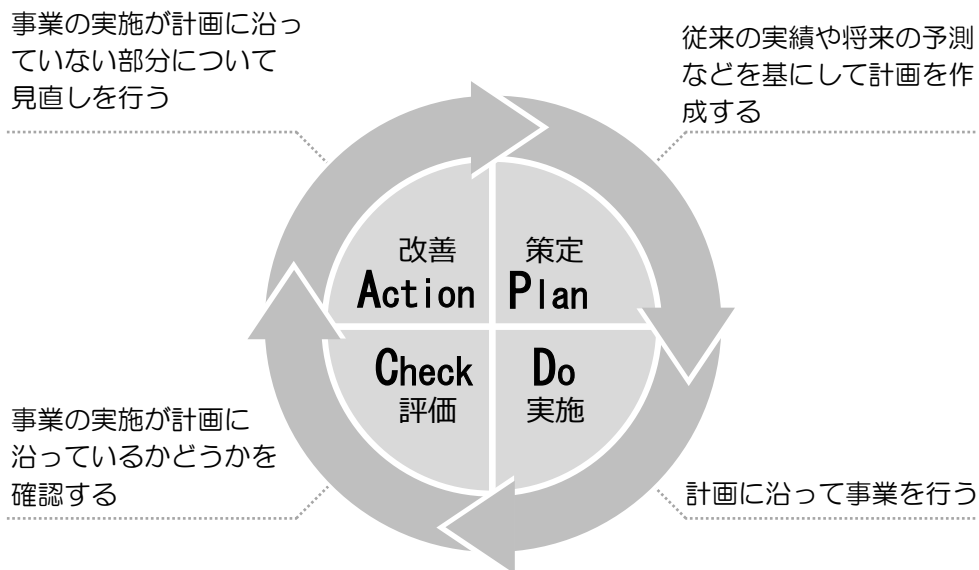 事業の実施が計画に沿っ
ていない部分について
見直しを行う
従来の実績や将来の予測
などを基にして計画を作
成する
改善
Action
策定
Plan
Check
評価
Do
実施
事業の実施が計画に
沿っているかどうかを
確認する
計画に沿って事業を行う